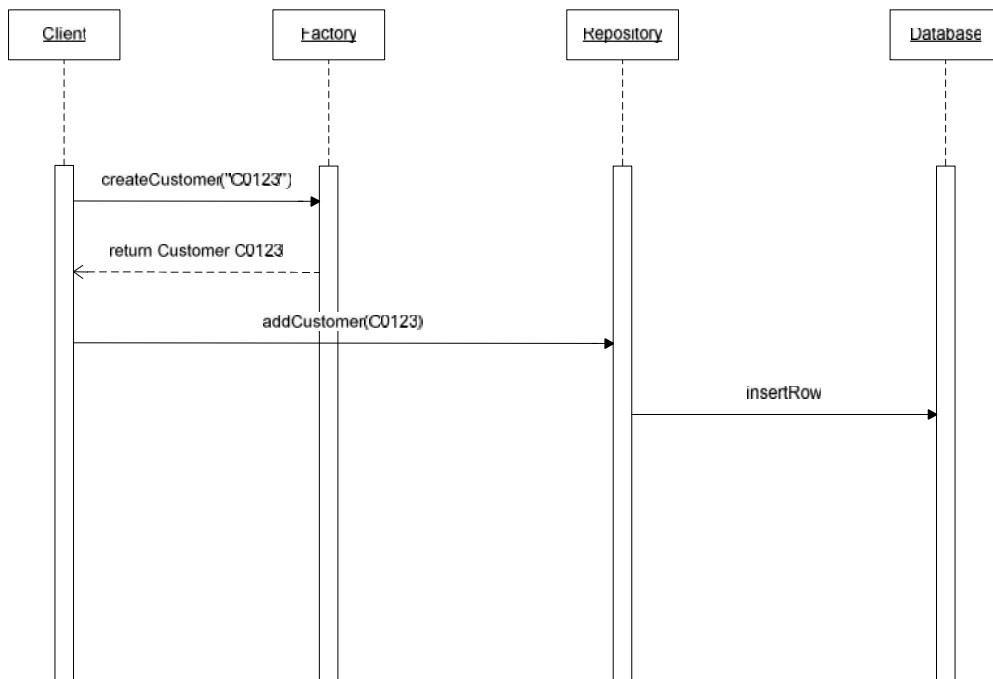 Client
Factory
Repository
Database
createCustomer("C0123")
return Customer C0123
addCustomer(C0123)
insertRow